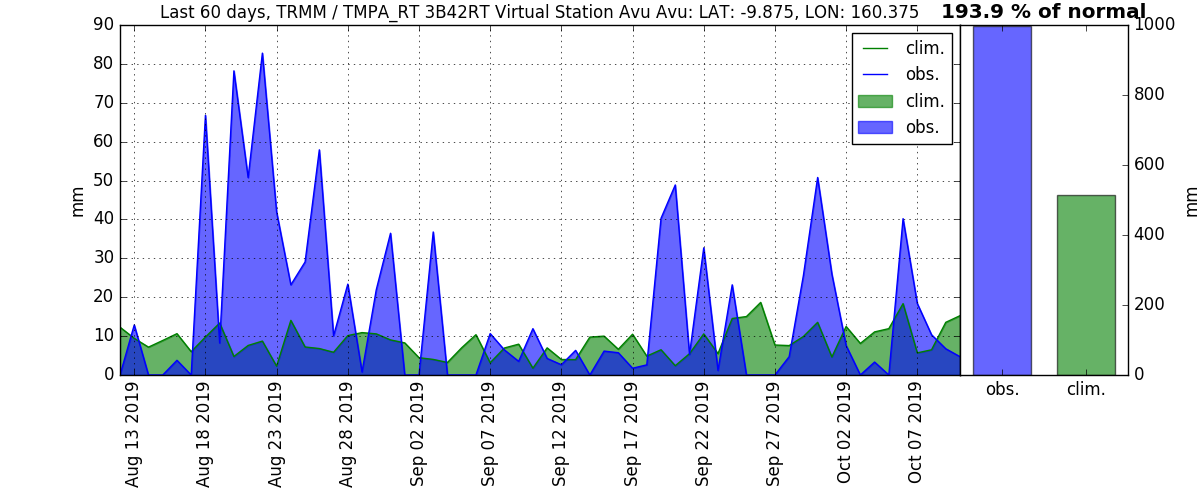 Last 60 days, TRMM / TMPA_RT 3B42RT Virtual Station Avu Avu: LAT: -9.875, LON: 160.375
193.9 % of normal
90
80
70
60
50
40
30
20
10
0
mm
clim.
obs.
clim.
obs.
1000
800
600
400
200
0
mm
obs.
clim.
Aug 13 2019
Aug 18 2019
Aug 23 2019
Aug 28 2019
Sep 02 2019
Sep 07 2019
Sep 12 2019
Sep 17 2019
Sep 22 2019
Sep 27 2019
Oct 02 2019
Oct 07 2019